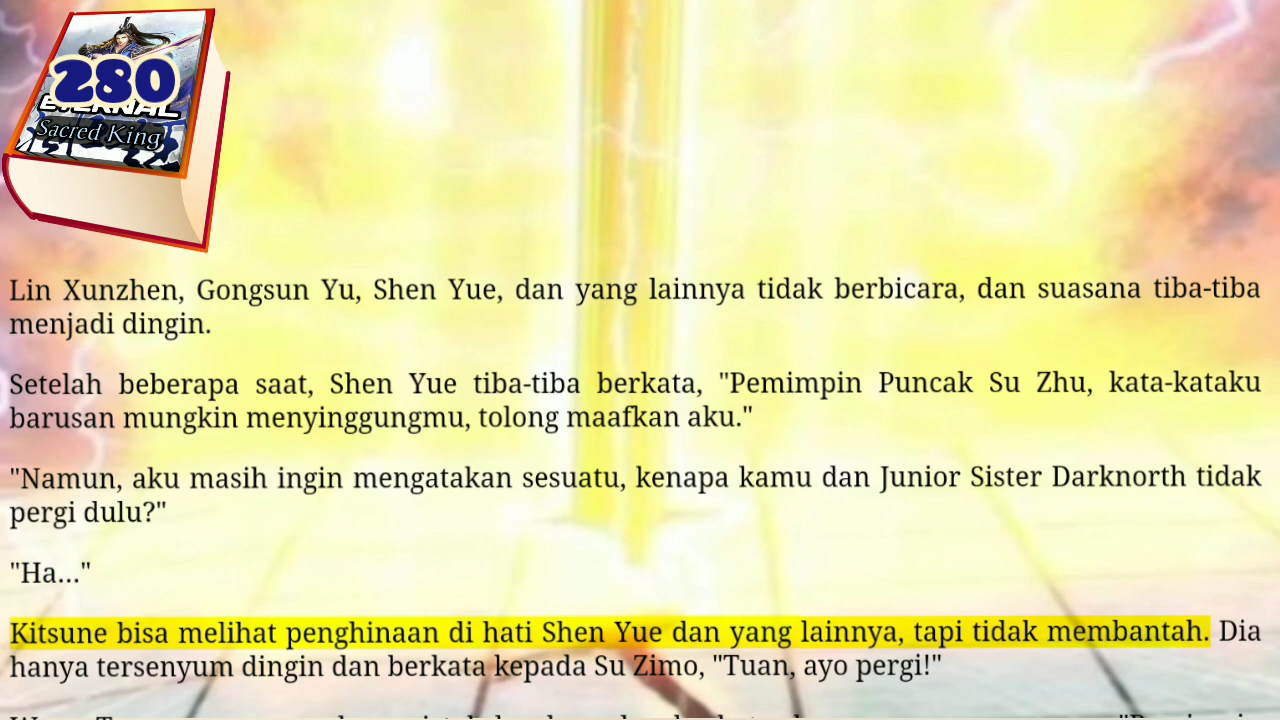 280
ETERNAL
Sacred King
Lin Xunzhen, Gongsun Yu, Shen Yue, dan yang lainnya tidak berbicara, dan suasana tiba-tiba
menjadi dingin.
Setelah beberapa saat, Shen Yue tiba-tiba berkata, "Pemimpin Puncak Su Zhu, kata-kataku
barusan mungkin menyinggungmu, tolong maafkan aku."
"Namun, aku masih ingin mengatakan sesuatu, kenapa kamu dan Junior Sister Darknorth tidak
pergi dulu?"
"Ha..."
Kitsune bisa melihat penghinaan di hati Shen Yue dan yang lainnya, tapi tidak membantah. Dia
hanya tersenyum dingin dan berkata kepada Su Zimo, "Tuan, ayo pergi!"